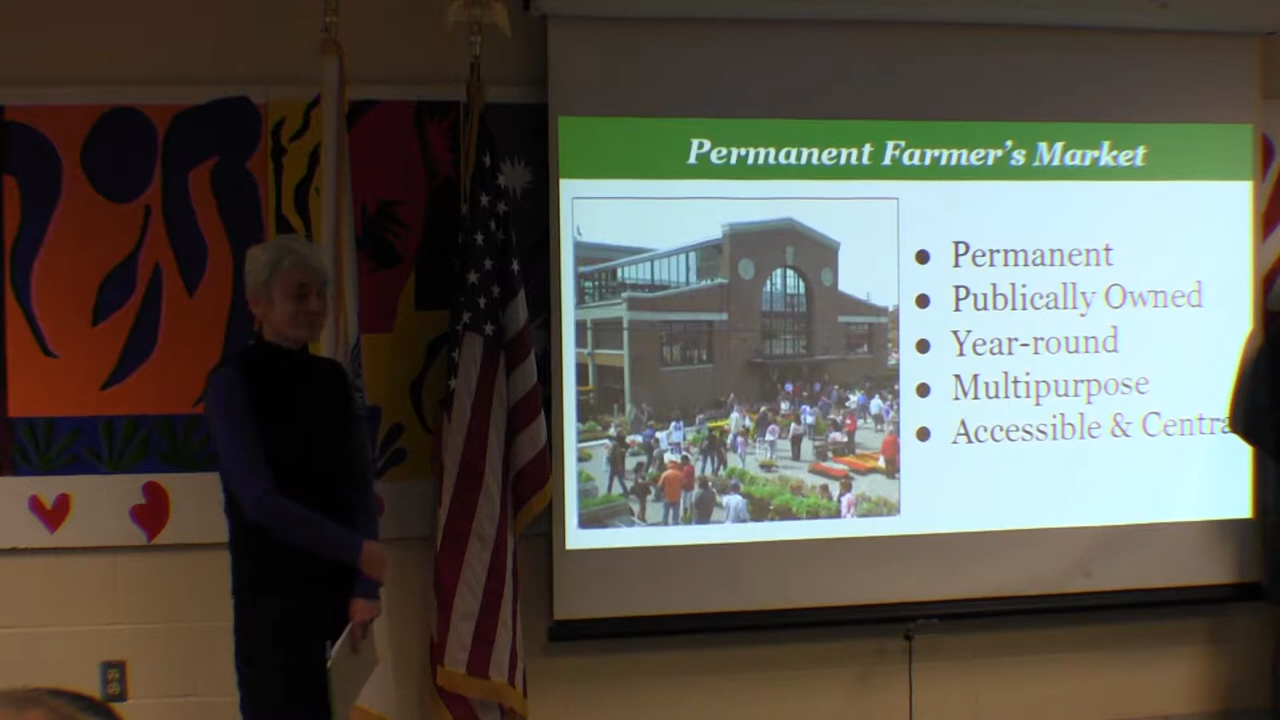 Permanent Farmer's Market
● Permanent
● Publically Owned
● Year-round
● Multipurpose
● Accessible & Centra